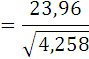 = 23,96 / √4,258